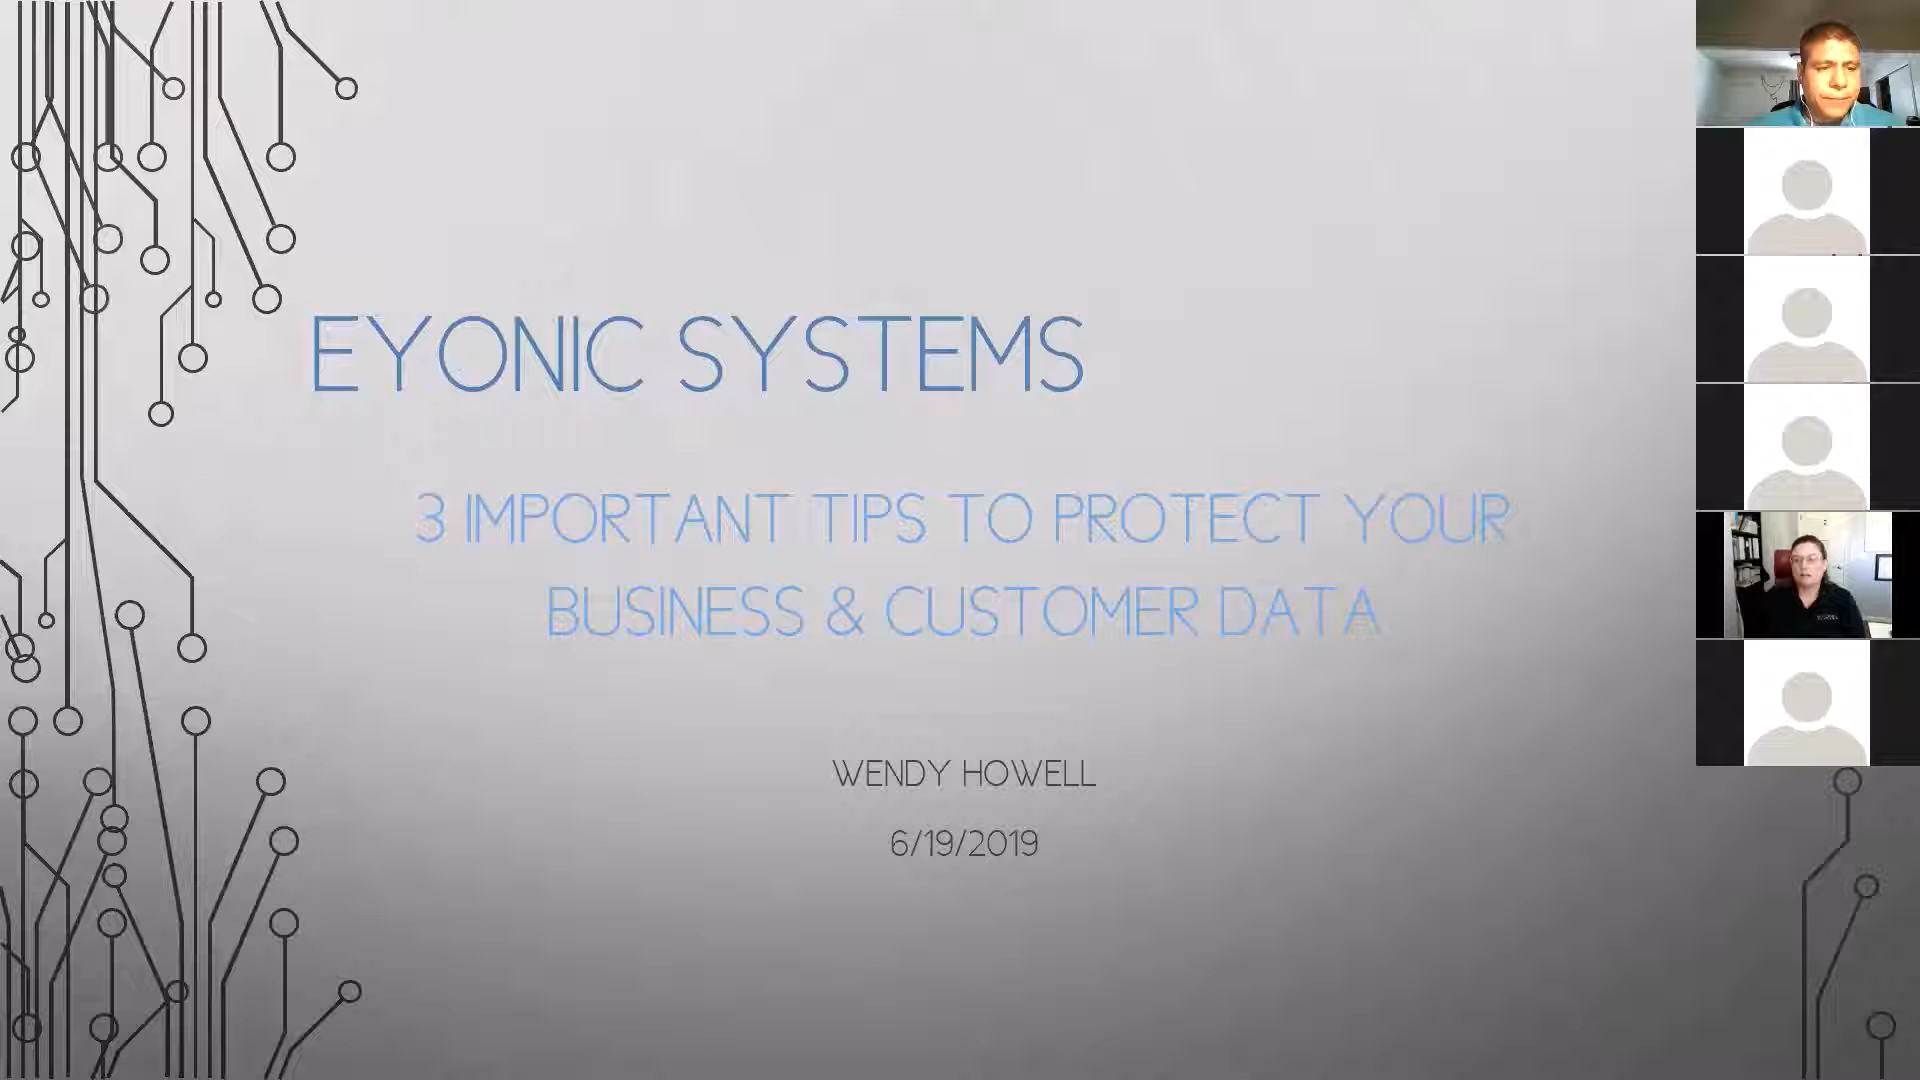 EYONIC SYSTEMS
3 IMPORTANT TIPS TO PROTECT YOUR
BUSINESS & CUSTOMER DATA
WENDY HOWELL
6/19/2019